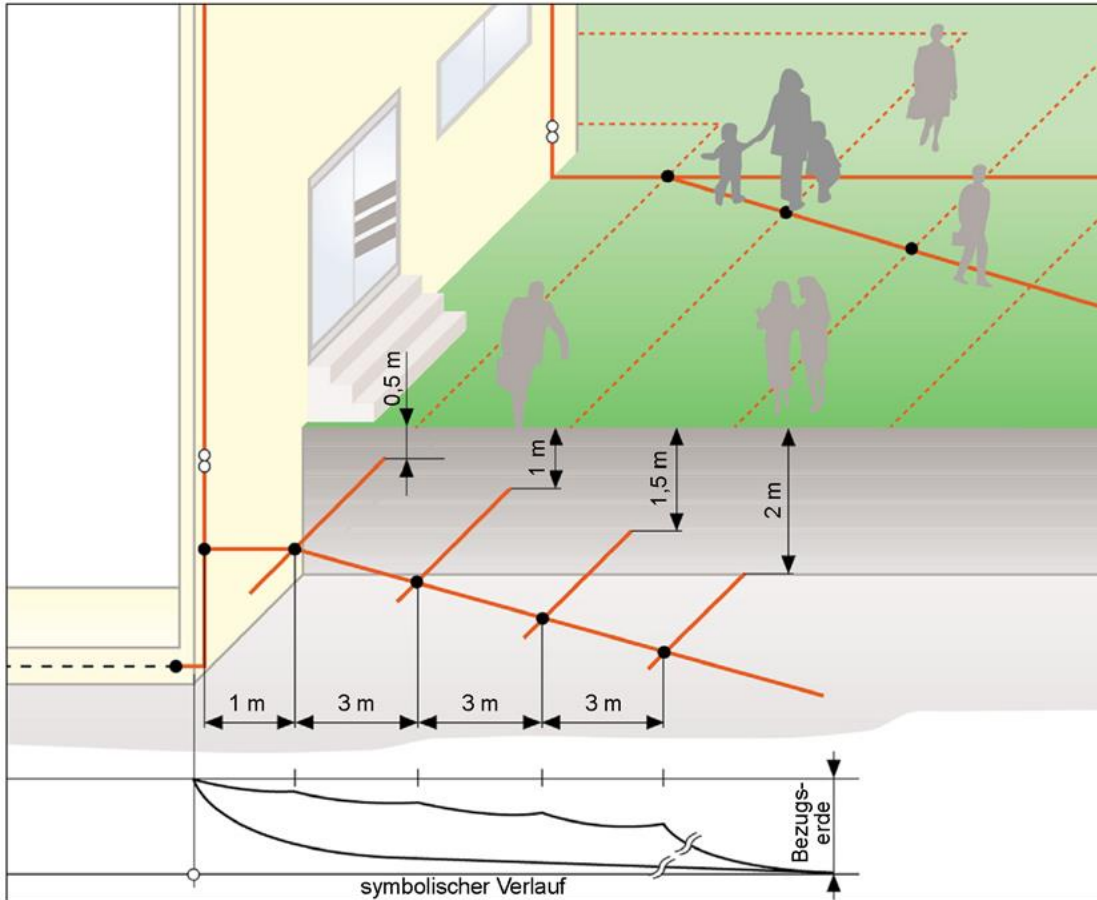 0,5 m
1 m
1,5 m
2 m
1 m
3 m
3 m
3 m
Bezugs-
erde
symbolischer Verlauf